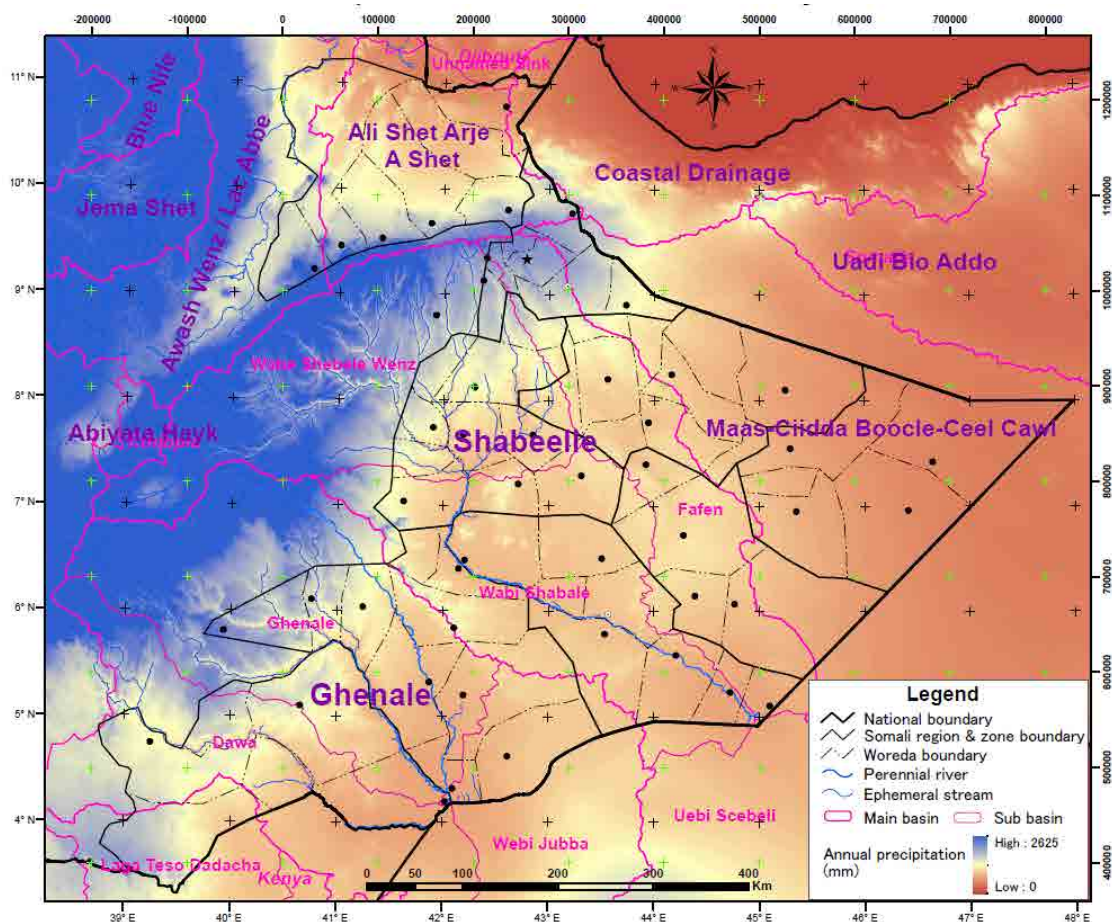 -200000 -100000 0 100000 200000 300000 400000 500000 600000 700000 800000
11° N
10° N
9° N
8° N
7° N
6° N
5° N
4° N
1200000
1100000
1000000
900000
800000
7000000
6000000
500000
400000
Djibouti
Unnamed Sink
Blue Nile
Ali Shet Arje
A Shet
Coastal Drainage
Jema Shet
Awash Wenz / Lac Abbe
Uadi Bio Addo
Wabe Shebele Wenz
Abiyata Hayk
Shabeelle
Maas-Ciidda Boocle-Ceel Cawl
Fafen
Wabi Shabale
Ghenale
Ghenale
Dawa
Uebi Scebeli
Webi Jubba
Laga Teso Dadacha
Kenya
Legend
National boundary
Somali region & zone boundary
Woreda boundary
Perennial river
Ephemeral stream
Main basin Sub basin
Annual precipitation
(mm)
High : 2625
Low : 0
0 50 100 200 300 400
Km
39° E 40° E 41° E 42° E 43° E 44° E 45° E 46° E 47° E 48° E